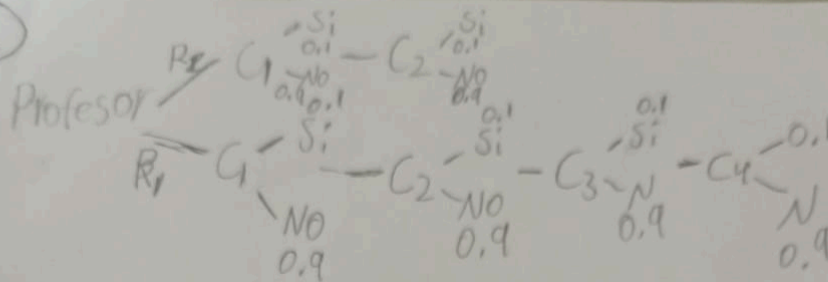 Si Si
0.1 0.1
R2 C1 NO C2 NO
0.9 0.9
Profesor 0.1 0.1 0.1
R1 C1 Si C2 Si C3 Si C4 0.1
NO NO N N
0.9 0.9 0.9 0.9